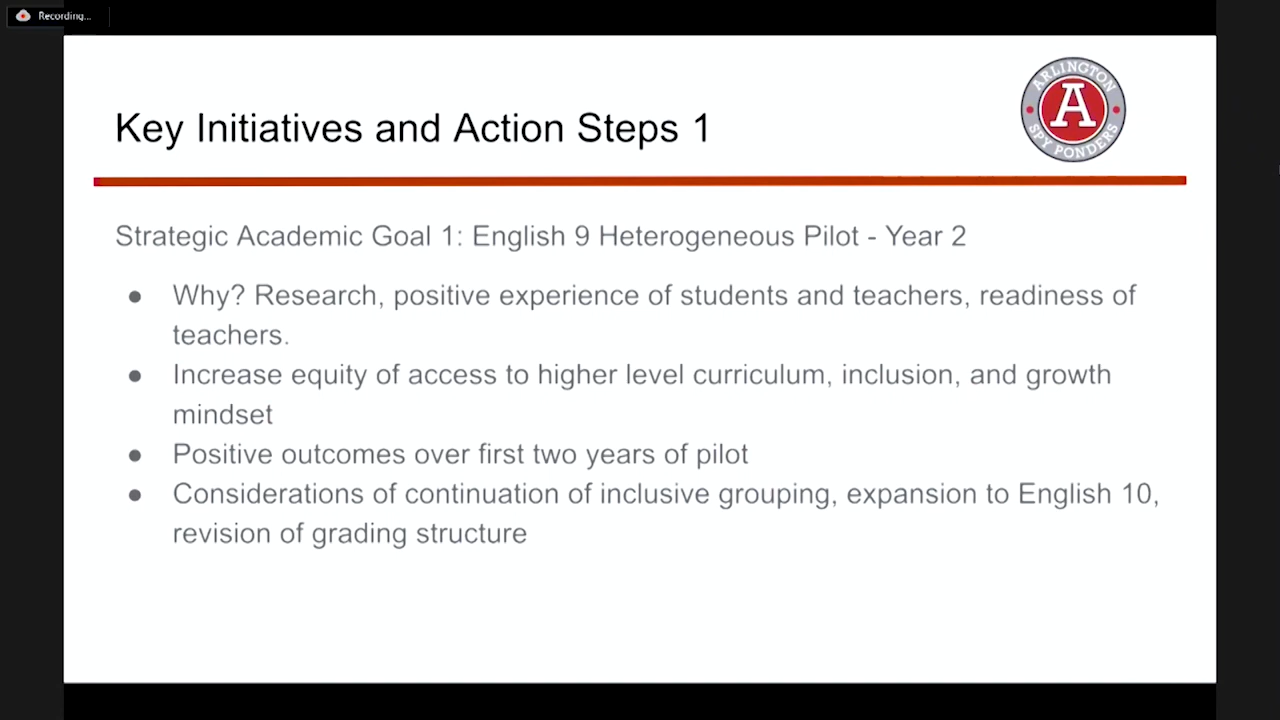 Recording...
Key Initiatives and Action Steps 1
ARLINGTON
A
SPY PONDERS
Strategic Academic Goal 1: English 9 Heterogeneous Pilot - Year 2
● Why? Research, positive experience of students and teachers, readiness of
teachers.
● Increase equity of access to higher level curriculum, inclusion, and growth
mindset
● Positive outcomes over first two years of pilot
● Considerations of continuation of inclusive grouping, expansion to English 10,
revision of grading structure